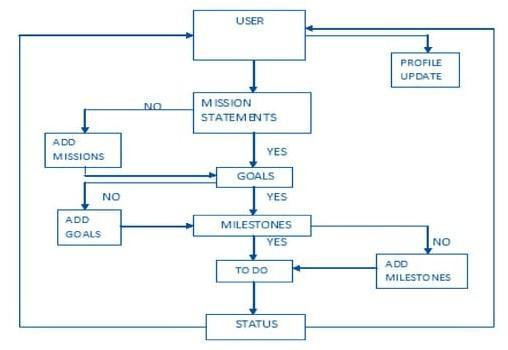 USER
PROFILE
UPDATE
NO
MISSION
STATEMENTS
ADD
MISSIONS
YES
GOALS
NO
YES
ADD
GOALS
MILESTONES
YES
NO
ADD
MILESTONES
TO DO
STATUS